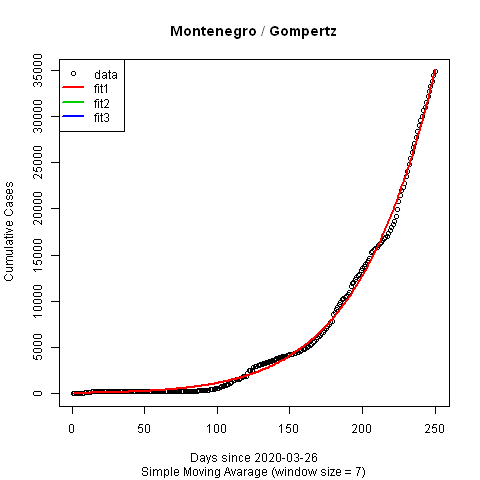 Montenegro / Gompertz
data
fit1
fit2
fit3
Cumulative Cases
0
5000
10000
15000
20000
25000
30000
35000
0
50
100
150
200
250
Days since 2020-03-26
Simple Moving Avarage (window size = 7)